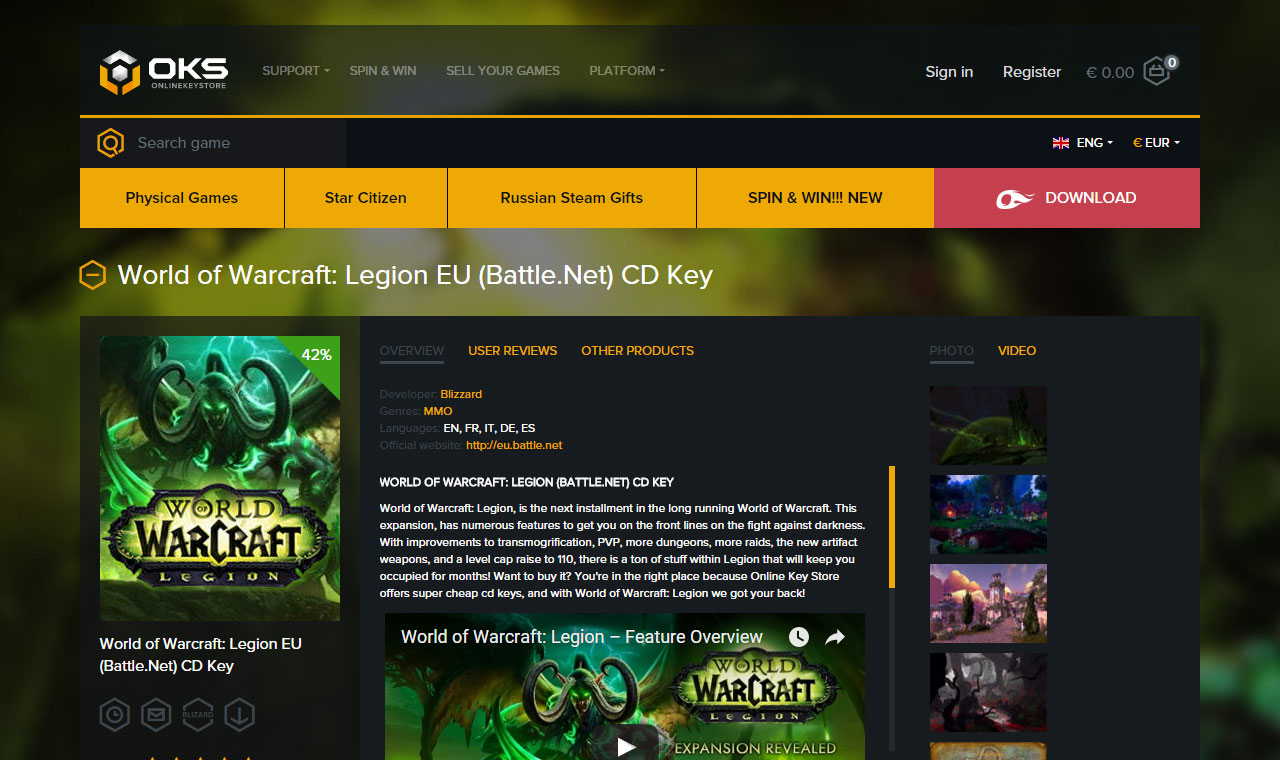 OKS
ONLINEKEYSTORE
SUPPORT
SPIN & WIN
SELL YOUR GAMES
PLATFORM
Sign in
Register
€ 0.00
0
Search game
ENG
€ EUR
Physical Games
Star Citizen
Russian Steam Gifts
SPIN & WIN!!! NEW
DOWNLOAD
World of Warcraft: Legion EU (Battle.Net) CD Key
42%
WORLD
OF
WARCRAFT
LEGION
World of Warcraft: Legion EU
(Battle.Net) CD Key
BLIZARD
OVERVIEW
USER REVIEWS
OTHER PRODUCTS
Developer: Blizzard
Genres: MMO
Languages: EN, FR, IT, DE, ES
Official website: http://eu.battle.net
WORLD OF WARCRAFT: LEGION (BATTLE.NET) CD KEY
World of Warcraft: Legion, is the next installment in the long running World of Warcraft. This
expansion, has numerous features to get you on the front lines on the fight against darkness.
With improvements to transmogrification, PVP, more dungeons, more raids, the new artifact
weapons, and a level cap raise to 110, there is a ton of stuff within Legion that will keep you
occupied for months! Want to buy it? You're in the right place because Online Key Store
offers super cheap cd keys, and with World of Warcraft: Legion we got your back!
World of Warcraft: Legion – Feature Overview
WORLD
OF
WARCRAFT
LEGION
EXPANSION REVEALED
PHOTO
VIDEO